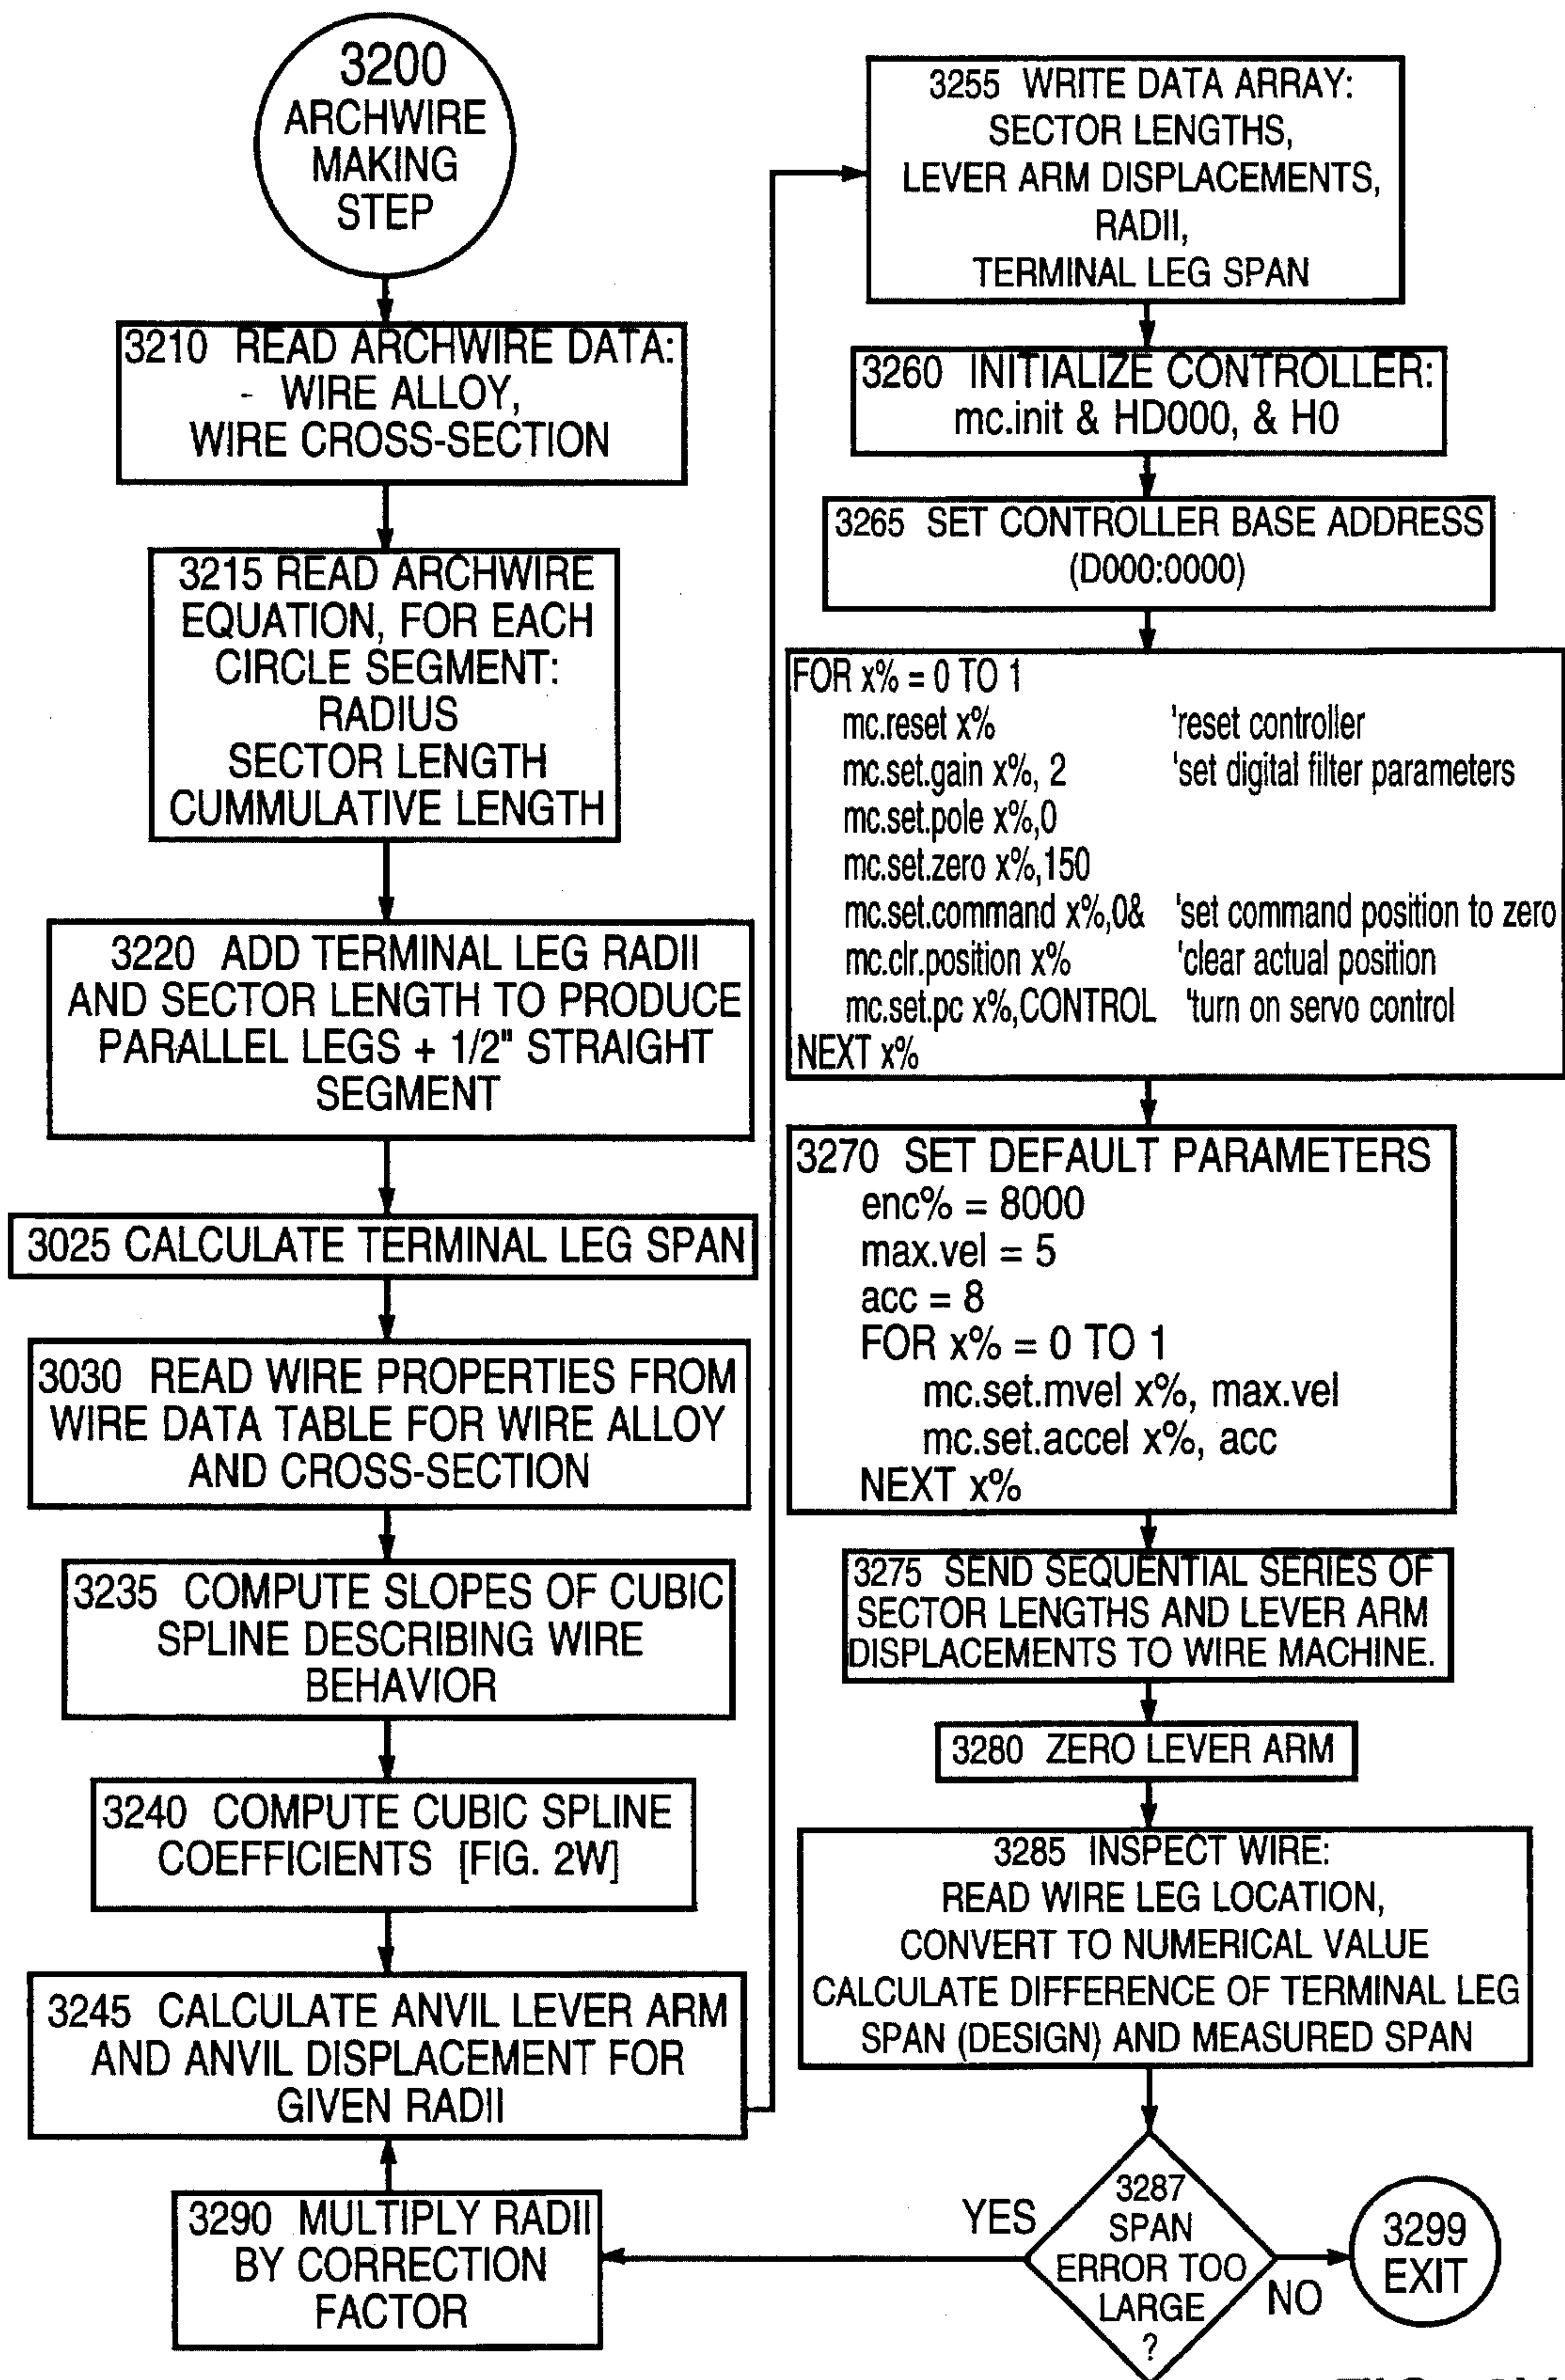 3200
ARCHWIRE
MAKING
STEP
3210 READ ARCHWIRE DATA:
- WIRE ALLOY,
WIRE CROSS-SECTION
3215 READ ARCHWIRE
EQUATION, FOR EACH
CIRCLE SEGMENT:
RADIUS
SECTOR LENGTH
CUMMULATIVE LENGTH
3220 ADD TERMINAL LEG RADII
AND SECTOR LENGTH TO PRODUCE
PARALLEL LEGS + 1/2" STRAIGHT
SEGMENT
3025 CALCULATE TERMINAL LEG SPAN
3030 READ WIRE PROPERTIES FROM
WIRE DATA TABLE FOR WIRE ALLOY
AND CROSS-SECTION
3235 COMPUTE SLOPES OF CUBIC
SPLINE DESCRIBING WIRE
BEHAVIOR
3240 COMPUTE CUBIC SPLINE
COEFFICIENTS [FIG. 2W]
3245 CALCULATE ANVIL LEVER ARM
AND ANVIL DISPLACEMENT FOR
GIVEN RADII
3290 MULTIPLY RADII
BY CORRECTION
FACTOR
3255 WRITE DATA ARRAY:
SECTOR LENGTHS,
LEVER ARM DISPLACEMENTS,
RADII,
TERMINAL LEG SPAN
3260 INITIALIZE CONTROLLER:
mc.init & HD000, & H0
3265 SET CONTROLLER BASE ADDRESS
(D000:0000)
FOR x% = 0 TO 1
mc.reset x% 'reset controller
mc.set.gain x%, 2 'set digital filter parameters
mc.set.pole x%,0
mc.set.zero x%,150
mc.set.command x%,0& 'set command position to zero
mc.clr.position x% 'clear actual position
mc.set.pc x%,CONTROL 'turn on servo control
NEXT x%
3270 SET DEFAULT PARAMETERS
enc% = 8000
max.vel = 5
acc = 8
FOR x% = 0 TO 1
mc.set.mvel x%, max.vel
mc.set.accel x%, acc
NEXT x%
3275 SEND SEQUENTIAL SERIES OF
SECTOR LENGTHS AND LEVER ARM
DISPLACEMENTS TO WIRE MACHINE.
3280 ZERO LEVER ARM
3285 INSPECT WIRE:
READ WIRE LEG LOCATION,
CONVERT TO NUMERICAL VALUE
CALCULATE DIFFERENCE OF TERMINAL LEG
SPAN (DESIGN) AND MEASURED SPAN
3287
SPAN
ERROR TOO
LARGE
?
YES
NO
3299
EXIT